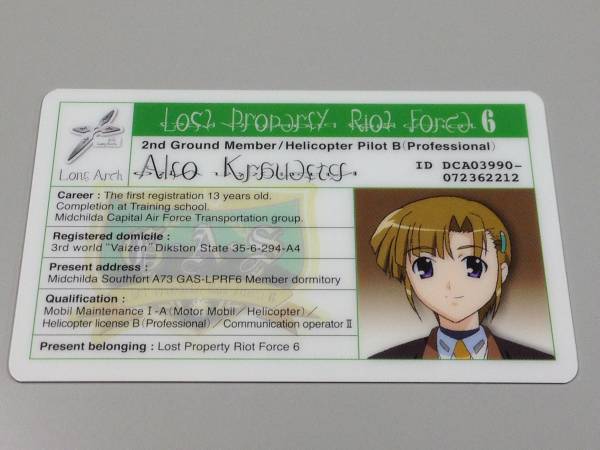 Lost Property Riot Force 6
2nd Ground Member/Helicopter Pilot B(Professional)
Long Arch
Alto Krauetta
ID DCA03990-
072362212
Career : The first registration 13 years old.
Completion at Training school.
Midchilda Capital Air Force Transportation group.
Registered domicile :
3rd world "Vaizen" Dikston State 35-6-294-A4
Present address :
Midchilda Southfort A73 GAS-LPRF6 Member dormitory
Qualification :
Mobil Maintenance I-A(Motor Mobil/Helicopter)/
Helicopter license B(Professional)/Communication operator II
Present belonging : Lost Property Riot Force 6